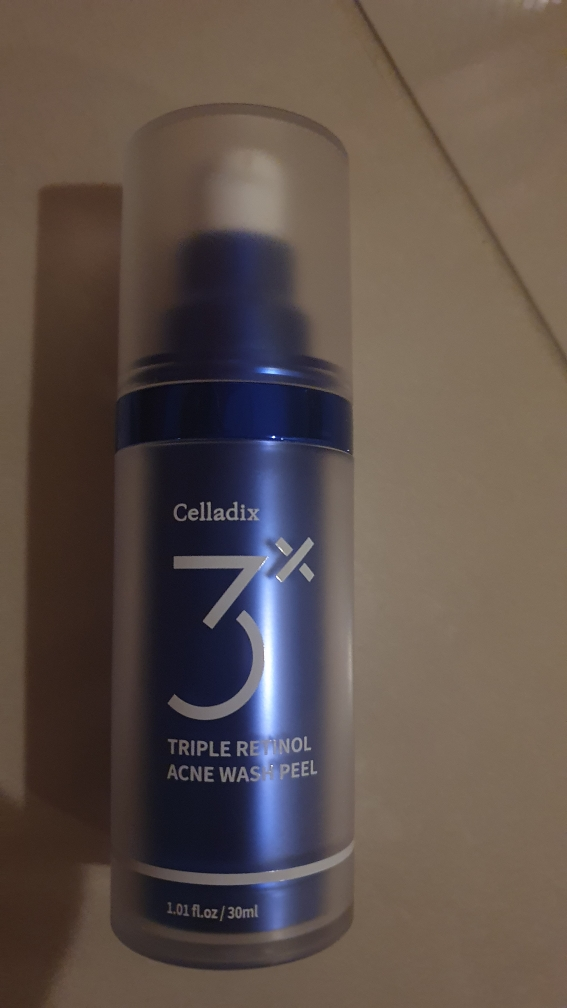 Celladix
3x
TRIPLE RETINOL
ACNE WASH PEEL
1.01 fl.oz / 30ml